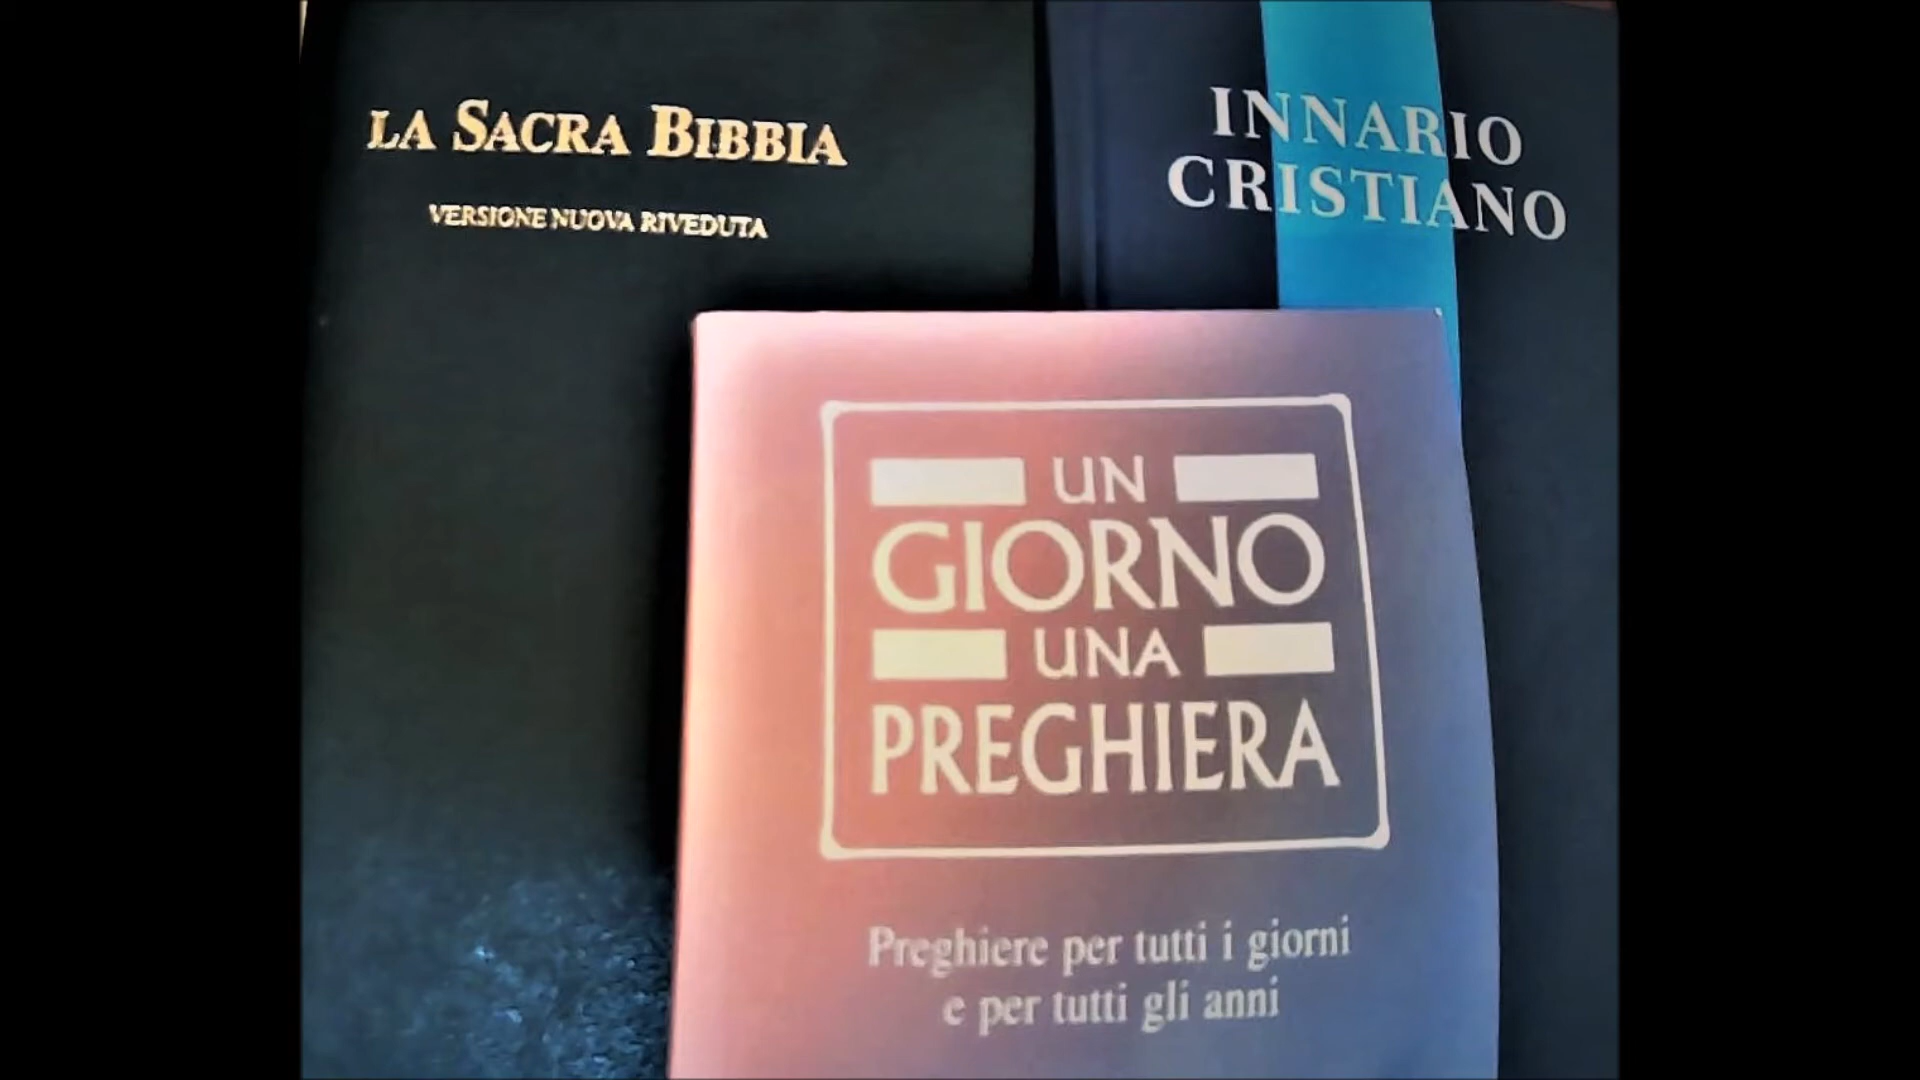 LA SACRA BIBBIA
VERSIONE NUOVA RIVEDUTA
INNARIO
CRISTIANO
UN
GIORNO
UNA
PREGHIERA
Preghiere per tutti i giorni
e per tutti gli anni